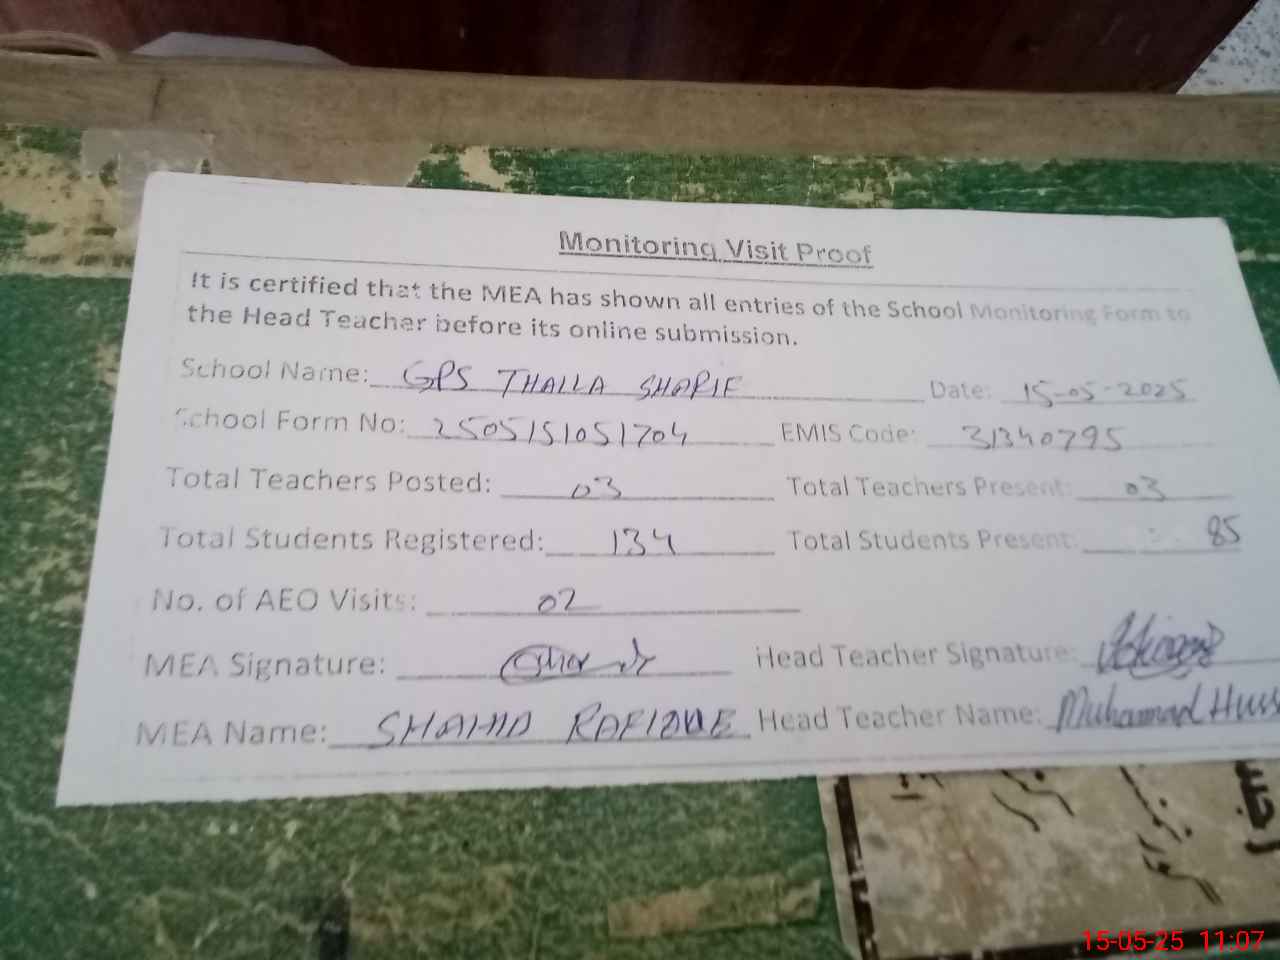 Monitoring Visit Proof
It is certified that the MEA has shown all entries of the School Monitoring Form to
the Head Teacher before its online submission.
School Name: GPS THALLA SHARIF Date: 15-05-2025
School Form No: 2505151051704 EMIS Code: 31340795
Total Teachers Posted: 03 Total Teachers Present: 03
Total Students Registered: 134 Total Students Present: 85
No. of AEO Visits: 02
MEA Signature: Head Teacher Signature:
MEA Name: SHAHID RAFIQUE Head Teacher Name: Muhammad
15-05-25 11:07